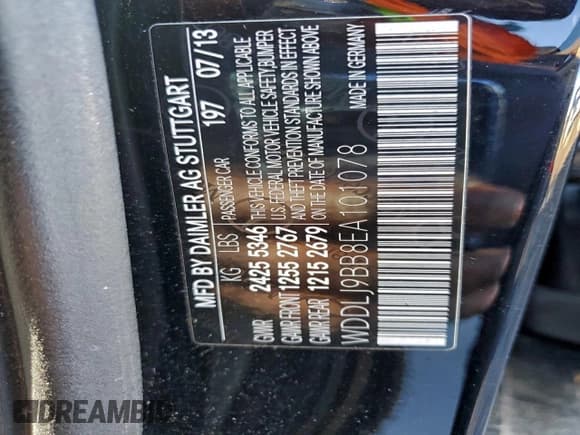 MFD BY DAIMLER AG STUTTGART
197 07/13
KG LBS PASSENGER CAR
GVWR 2425 5346 THIS VEHICLE CONFORMS TO ALL APPLICABLE
GAWR FRONT 1255 2767 U.S. FEDERAL MOTOR VEHICLE SAFETY,BUMPER
GAWR REAR 1215 2679 AND THEFT PREVENTION STANDARDS IN EFFECT
ON THE DATE OF MANUFACTURE SHOWN ABOVE
WDDLJ9BB8EA101078
MADE IN GERMANY
DREAMBID